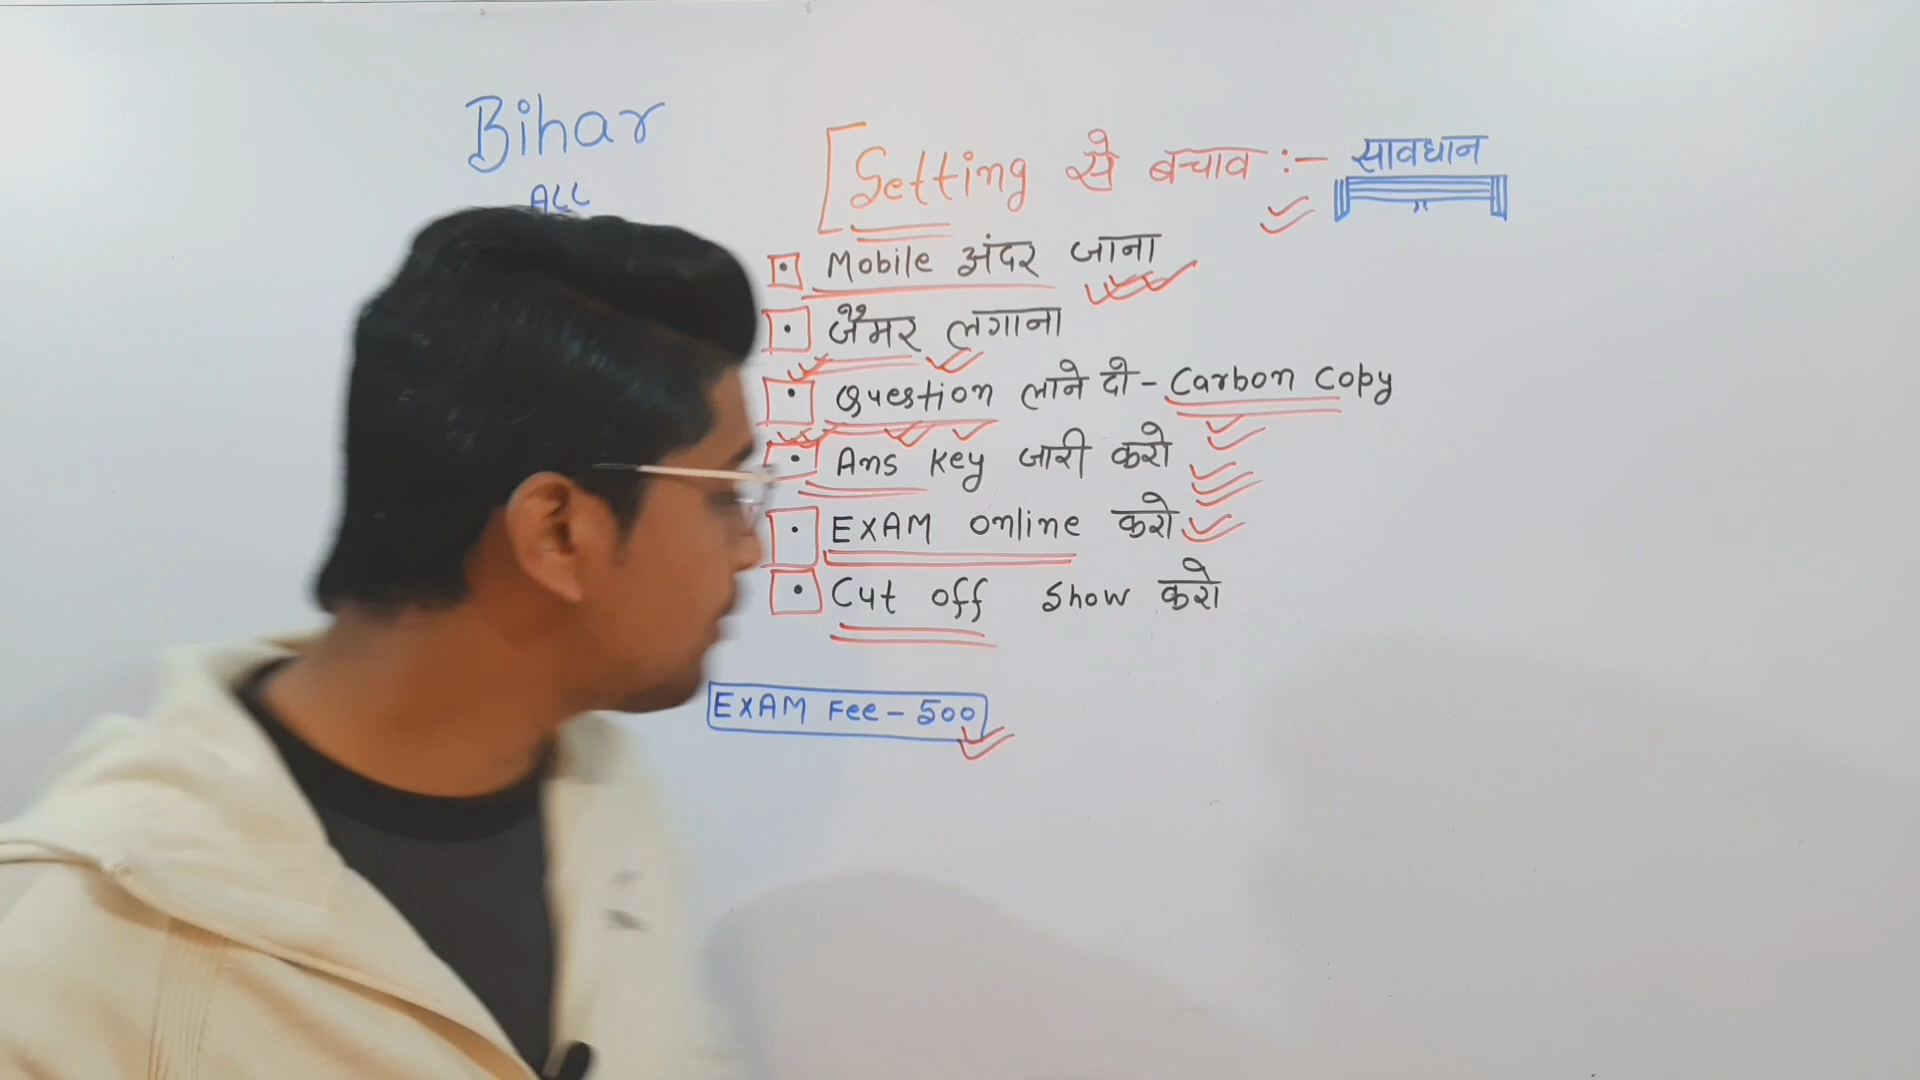 Bihar
ALL
[Setting से बचाव :- सावधान
Mobile अंदर जाना
जैमर लगाना
Question लाने दो - Carbon Copy
Ans key जारी करो
EXAM online करो
Cut off show करो
EXAM Fee - 500